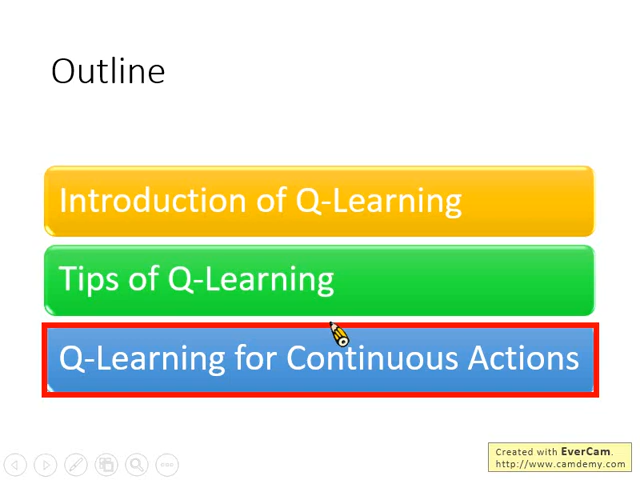 Outline
Introduction of Q-Learning
Tips of Q-Learning
Q-Learning for Continuous Actions
Created with EverCam.
http://www.camdemy.com